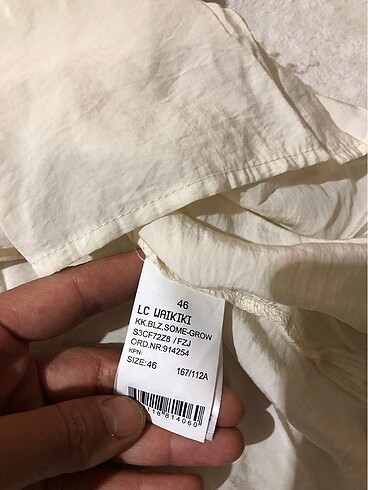 46
LC WAIKIKI
KK.BLZ.SOME-GROW
S3CF72Z8 / FZJ
ORD.NR:914254
KPN:
SIZE:46
167/112A